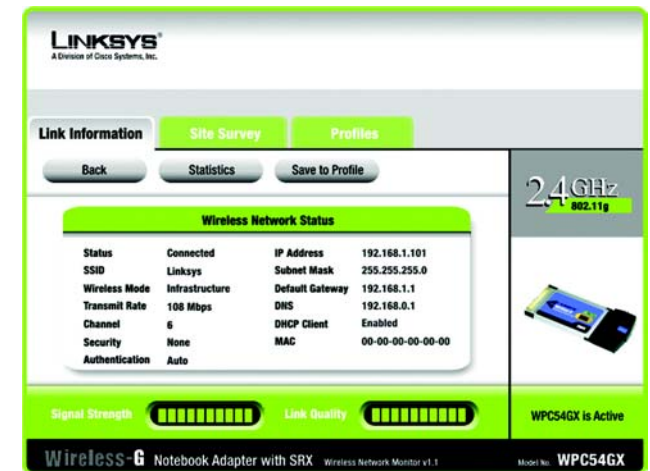 LINKSYS®
A Division of Cisco Systems, Inc.
Link Information Site Survey Profiles
Back Statistics Save to Profile
2.4GHz
802.11g
Wireless Network Status
Status Connected IP Address 192.168.1.101
SSID Linksys Subnet Mask 255.255.255.0
Wireless Mode Infrastructure Default Gateway 192.168.1.1
Transmit Rate 108 Mbps DNS 192.168.0.1
Channel 6 DHCP Client Enabled
Security None MAC 00-00-00-00-00-00
Authentication Auto
Signal Strength Link Quality WPC54GX is Active
Wireless-G Notebook Adapter with SRX Wireless Network Monitor v1.1 Model No. WPC54GX